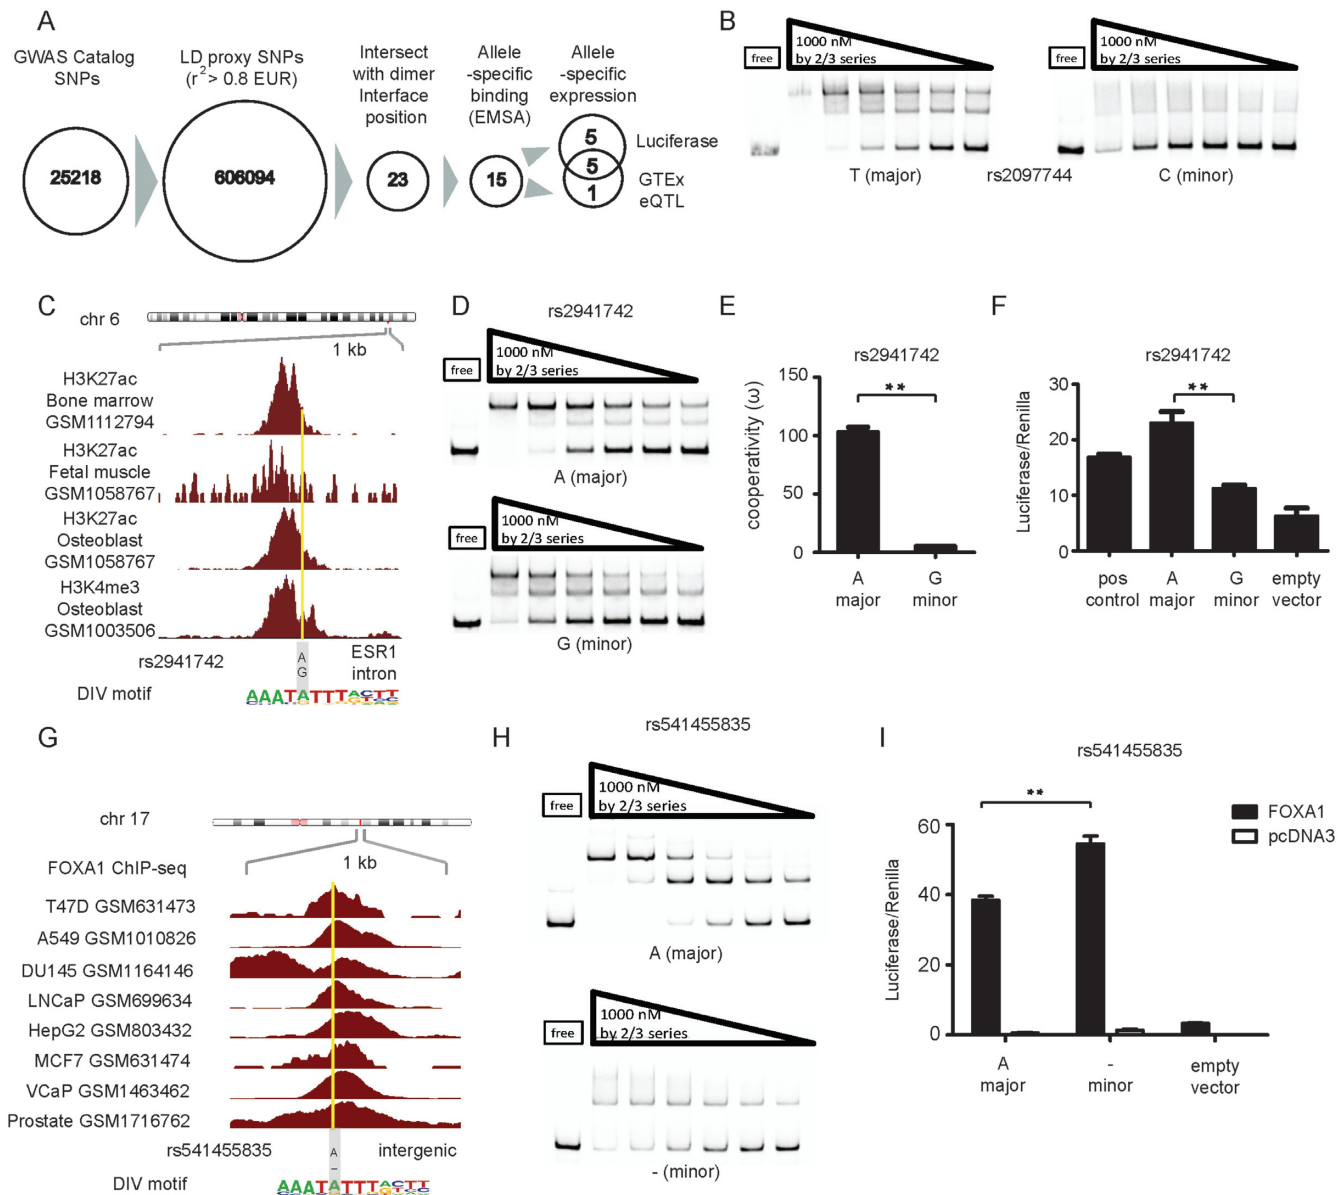 A
GWAS Catalog
SNPs
LD proxy SNPs
(r2> 0.8 EUR)
Intersect
with dimer
Interface
position
Allele
-specific
binding
(EMSA)
Allele
-specific
expression
25218
606094
23
15
5
5
1
Luciferase
GTEx
eQTL
B
free
1000 nM
by 2/3 series
T (major)
rs2097744
free
1000 nM
by 2/3 series
C (minor)
C
chr 6
1 kb
H3K27ac
Bone marrow
GSM1112794
H3K27ac
Fetal muscle
GSM1058767
H3K27ac
Osteoblast
GSM1058767
H3K4me3
Osteoblast
GSM1003506
rs2941742
A
G
ESR1
intron
DIV motif
AAATATTTACTT
D
rs2941742
free
1000 nM
by 2/3 series
A (major)
free
1000 nM
by 2/3 series
G (minor)
E
rs2941742
cooperativity (ω)
150
100
50
0
**
A
major
G
minor
F
rs2941742
Luciferase/Renilla
30
20
10
0
**
pos
control
A
major
G
minor
empty
vector
G
chr 17
1 kb
FOXA1 ChIP-seq
T47D GSM631473
A549 GSM1010826
DU145 GSM1164146
LNCaP GSM699634
HepG2 GSM803432
MCF7 GSM631474
VCaP GSM1463462
Prostate GSM1716762
rs541455835
A
–
intergenic
DIV motif
AAATATTTACTT
H
rs541455835
free
1000 nM
by 2/3 series
A (major)
free
1000 nM
by 2/3 series
- (minor)
I
rs541455835
Luciferase/Renilla
60
40
20
0
**
FOXA1
pcDNA3
A
major
-
minor
empty
vector